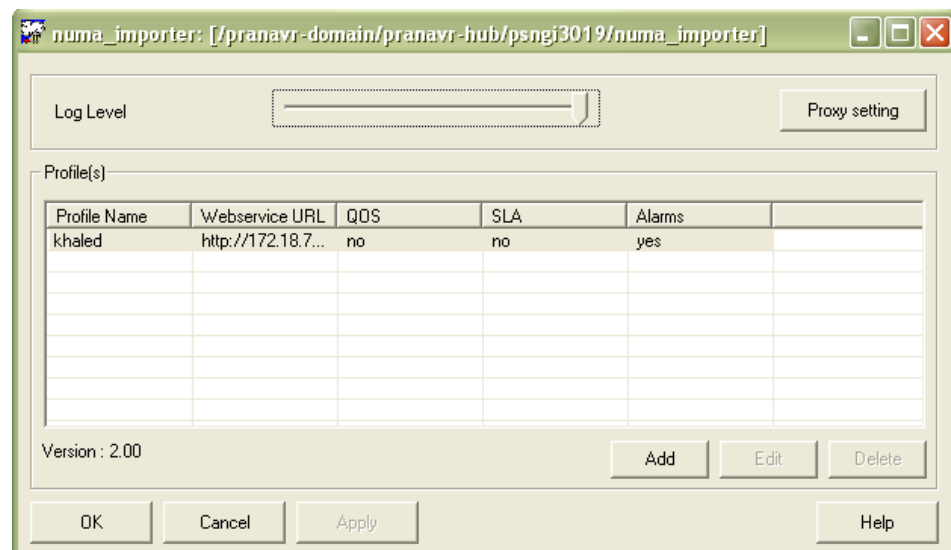 numa_importer: [/pranavr-domain/pranavr-hub/psngi3019/numa_importer]
Log Level
Proxy setting
Profile(s)
Profile Name Webservice URL QOS SLA Alarms
khaled http://172.18.7... no no yes
Version : 2.00
Add Edit Delete
OK Cancel Apply Help